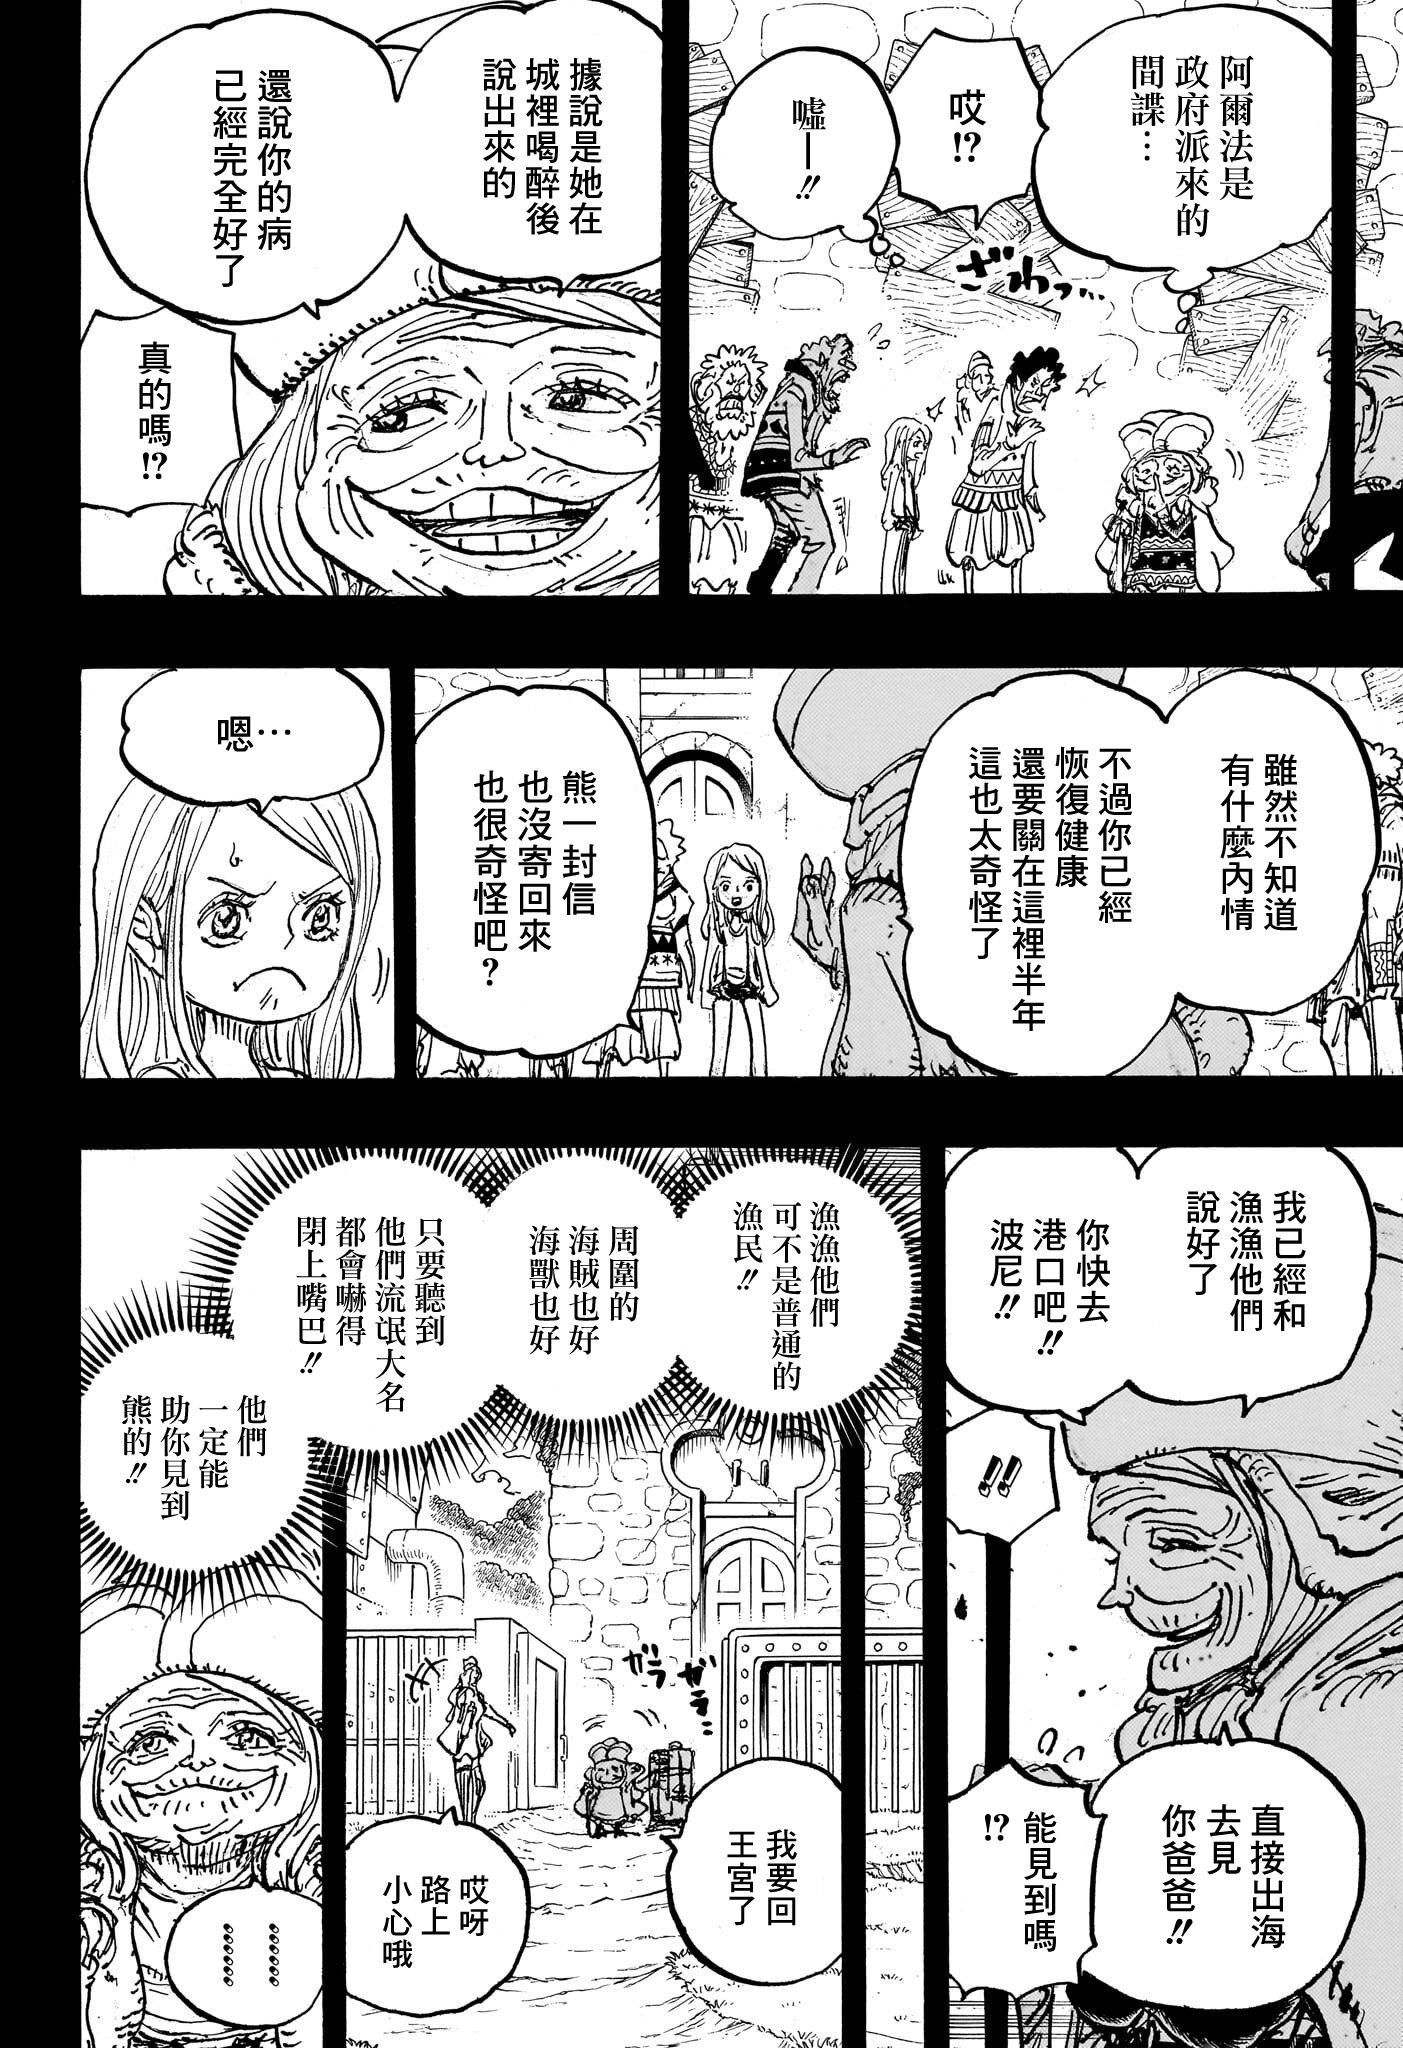 阿爾法是
政府派來的
間諜…
哎!?
噓—!!
ざわっ…
據說是她在
城裡喝醉後
說出來的
還說你的病
已經完全好了
真的嗎!?
雖然不知道
有什麼內情
不過你已經
恢復健康
還要關在這裡半年
這也太奇怪了
熊一封信
也沒寄回來
也很奇怪吧？
嗯…
我已經和
漁漁他們
說好了
你快去
港口吧!!
波尼!!
!!
直接出海
去見
你爸爸!!
能見到嗎
!?
漁漁他們
可不是普通的
漁民!!
周圍的
海賊也好
海獸也好
只要聽到
他們流氓大名
都會嚇得
閉上嘴巴!!
他們
一定能
助你見到
熊的!!
ガラ
ガラ…
我要回
王宮了
哎呀
路上
小心哦
……
……